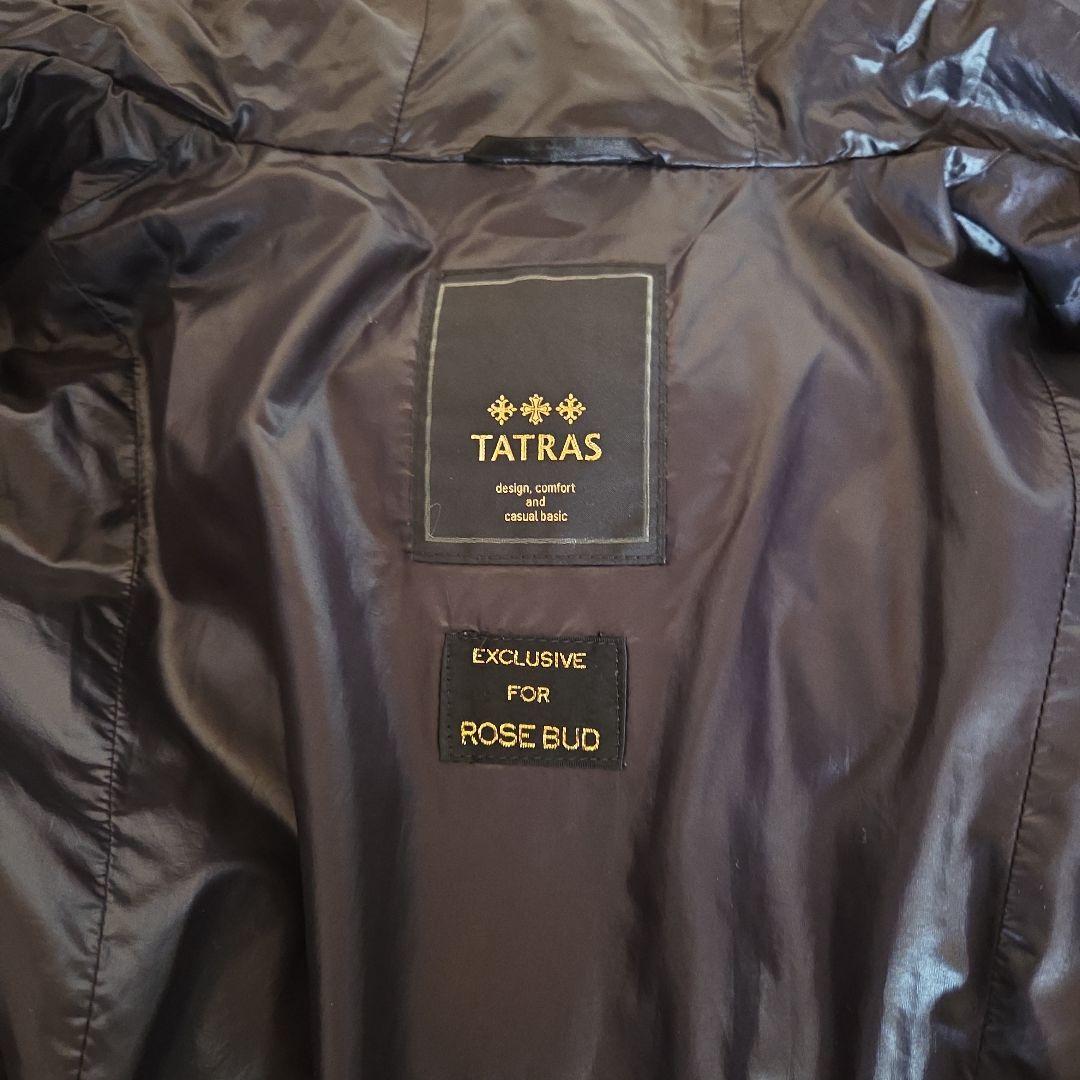 TATRAS
design, comfort
and
casual basic
EXCLUSIVE
FOR
ROSE BUD